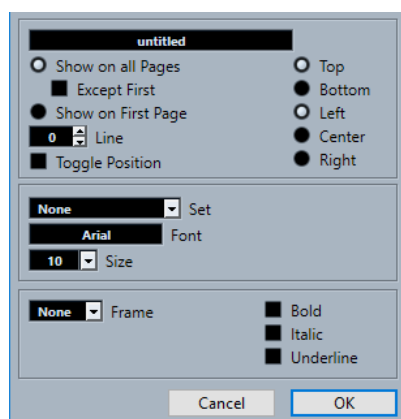 untitled
Show on all Pages Top
Except First Bottom
Show on First Page Left
0 Line Center
Toggle Position Right
None Set
Arial Font
10 Size
None Frame Bold
Italic
Underline
Cancel OK